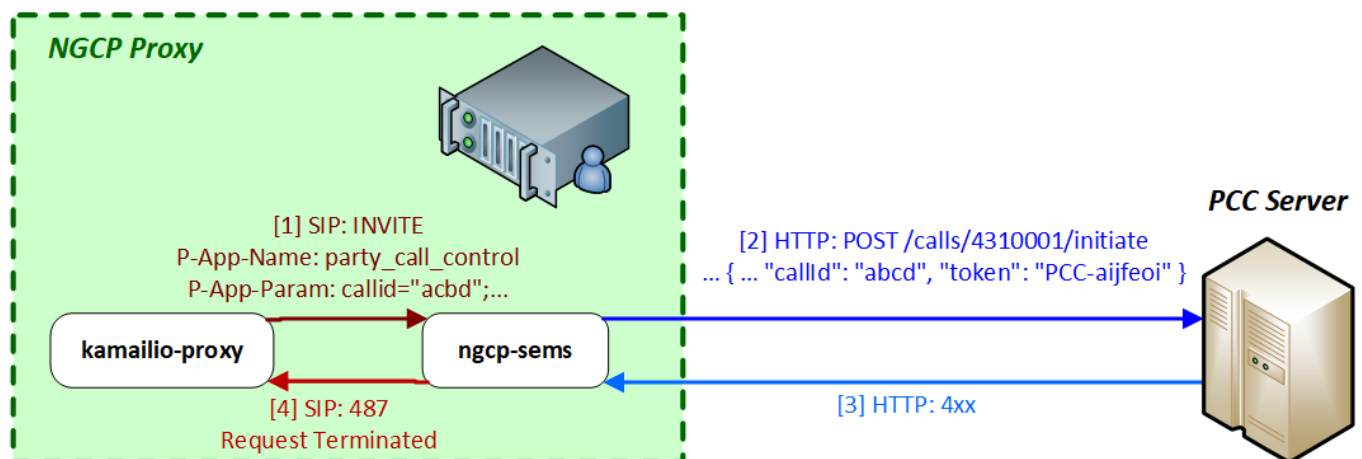 NGCP Proxy
[1] SIP: INVITE
P-App-Name: party_call_control
P-App-Param: callid="acbd";...
kamailio-proxy
ngcp-sems
[4] SIP: 487
Request Terminated
PCC Server
[2] HTTP: POST /calls/4310001/initiate
... { ... "callId": "abcd", "token": "PCC-aijfeoi" }
[3] HTTP: 4xx